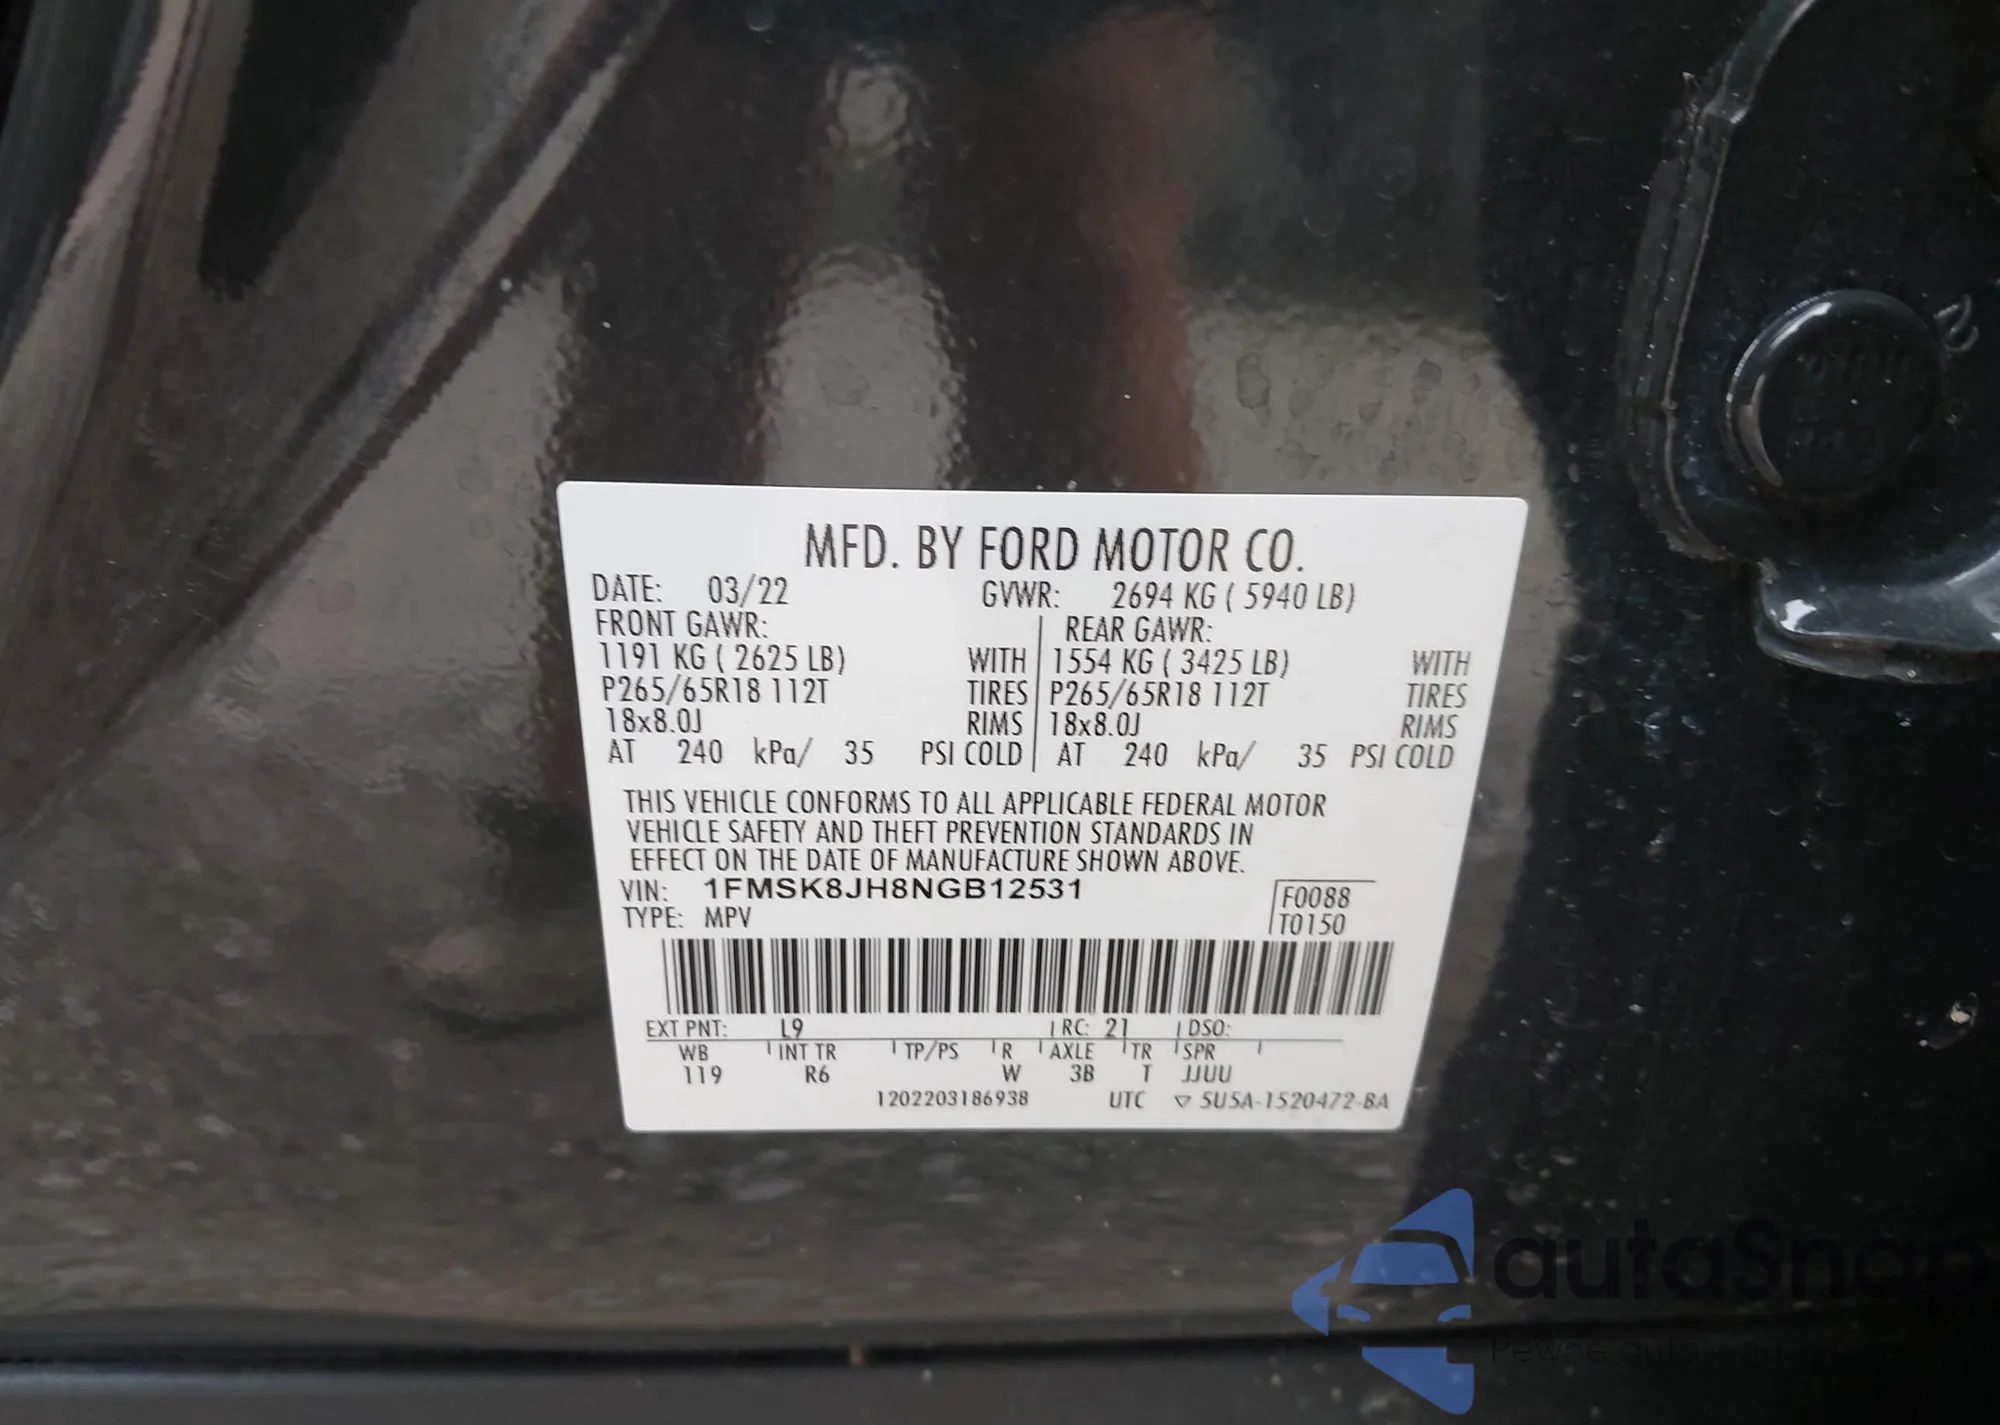 MFD. BY FORD MOTOR CO.
DATE: 03/22 GVWR: 2694 KG ( 5940 LB)
FRONT GAWR: REAR GAWR:
1191 KG ( 2625 LB) WITH 1554 KG ( 3425 LB) WITH
P265/65R18 112T TIRES P265/65R18 112T TIRES
18x8.0J RIMS 18x8.0J RIMS
AT 240 kPa/ 35 PSI COLD AT 240 kPa/ 35 PSI COLD
THIS VEHICLE CONFORMS TO ALL APPLICABLE FEDERAL MOTOR
VEHICLE SAFETY AND THEFT PREVENTION STANDARDS IN
EFFECT ON THE DATE OF MANUFACTURE SHOWN ABOVE.
VIN: 1FMSK8JH8NGB12531 F0088
TYPE: MPV T0150
EXT PNT: L9 RC: 21 DSO:
WB INT TR TP/PS R AXLE TR SPR
119 R6 W 3B T JJUU
1202203186938 UTC ▽ 5U5A-1520472-BA
autaSnap
Pewne auta